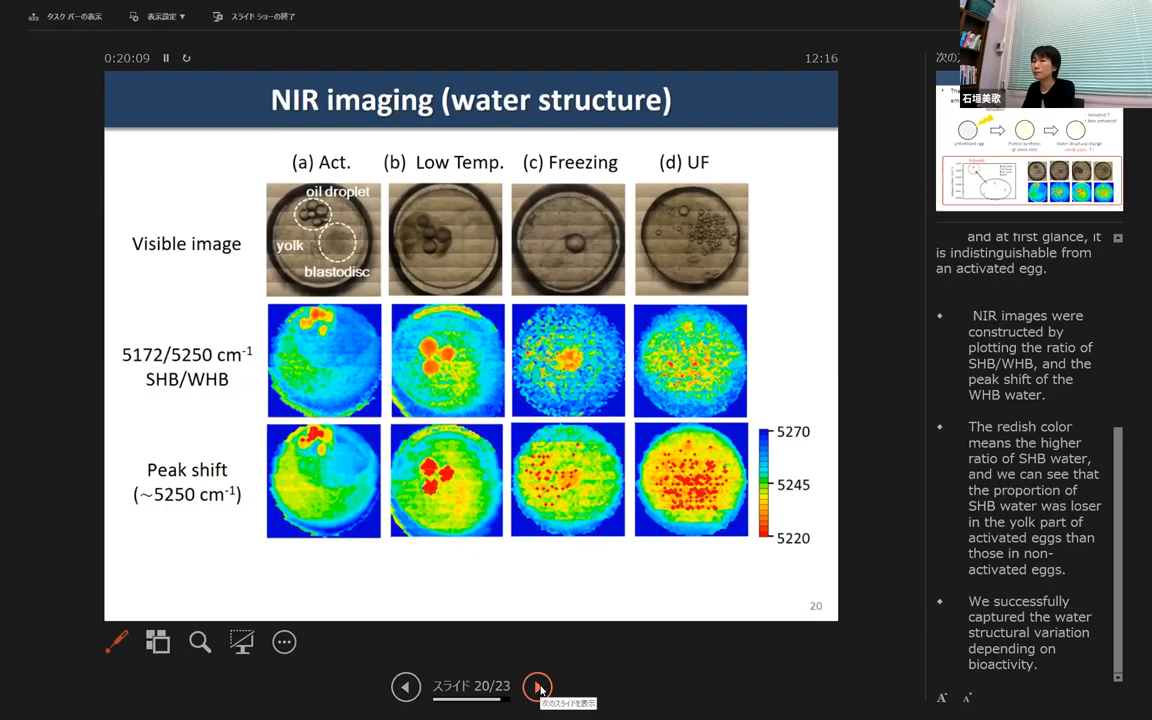 タスク バーの表示
表示設定 ▼
スライド ショーの終了
0:20:09
12:16
NIR imaging (water structure)
(a) Act.
(b) Low Temp.
(c) Freezing
(d) UF
Visible image
oil droplet
yolk
blastodisc
5172/5250 cm-1
SHB/WHB
Peak shift
(~5250 cm-1)
5270
5245
5220
20
スライド 20/23
次のスライドを表示
石垣美歌
and at first glance, it
is indistinguishable from
an activated egg.
NIR images were
constructed by
plotting the ratio of
SHB/WHB, and the
peak shift of the
WHB water.
The redish color
means the higher
ratio of SHB water,
and we can see that
the proportion of
SHB water was loser
in the yolk part of
activated eggs than
those in non-
activated eggs.
We successfully
captured the water
structural variation
depending on
bioactivity.